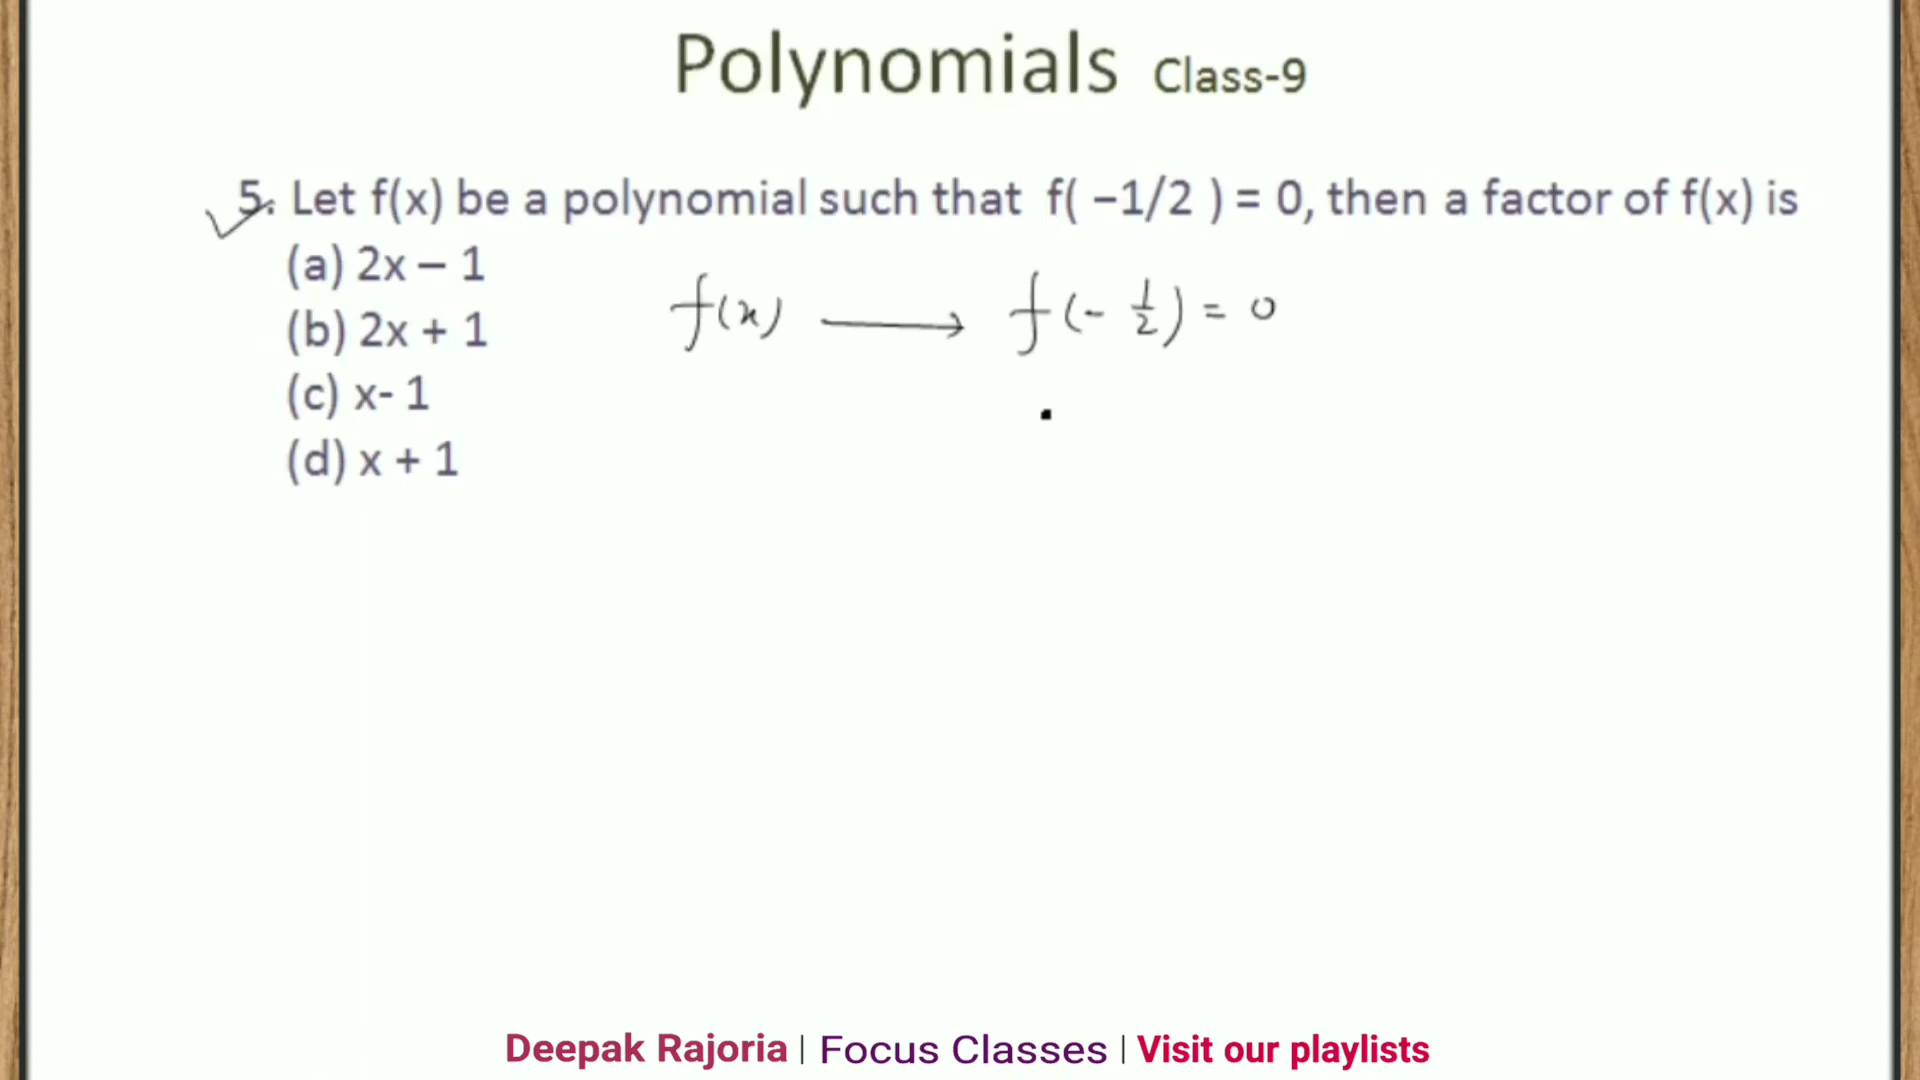 Polynomials Class-9
5. Let f(x) be a polynomial such that f( −1/2 ) = 0, then a factor of f(x) is
(a) 2x – 1
(b) 2x + 1
(c) x- 1
(d) x + 1
f(x) ⟶ f(- 1/2) = 0
Deepak Rajoria | Focus Classes | Visit our playlists